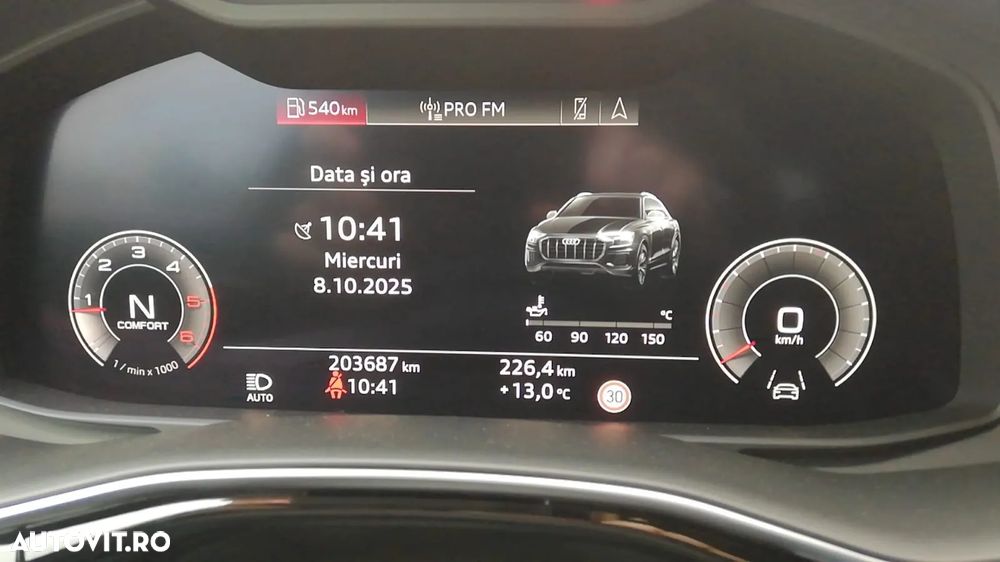 540 km
PRO FM
Data și ora
10:41
Miercuri
8.10.2025
1 2 3 4 5 6
N
COMFORT
1 / min x 1000
°C
60 90 120 150
0
km/h
203687 km
10:41
226,4 km
+ 13,0 °C
30
AUTO
AUTOVIT.RO